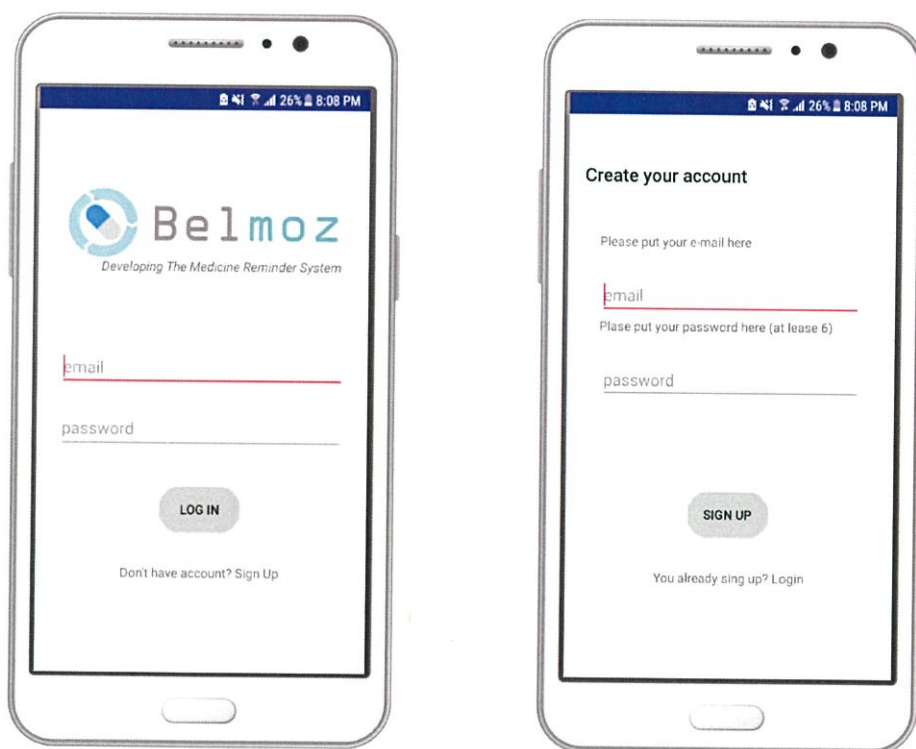 26% 8:08 PM
Belmoz
Developing The Medicine Reminder System
email
password
LOG IN
Don't have account? Sign Up
26% 8:08 PM
Create your account
Please put your e-mail here
email
Plase put your password here (at lease 6)
password
SIGN UP
You already sing up? Login